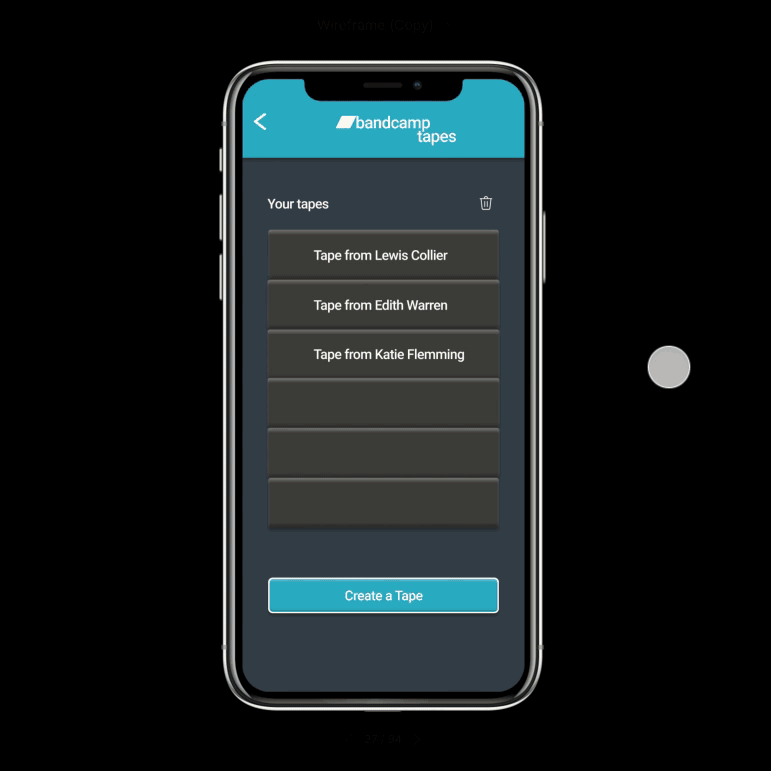 Wireframe (Copy)
bandcamp
tapes
Your tapes
Tape from Lewis Collier
Tape from Edith Warren
Tape from Katie Flemming
Create a Tape